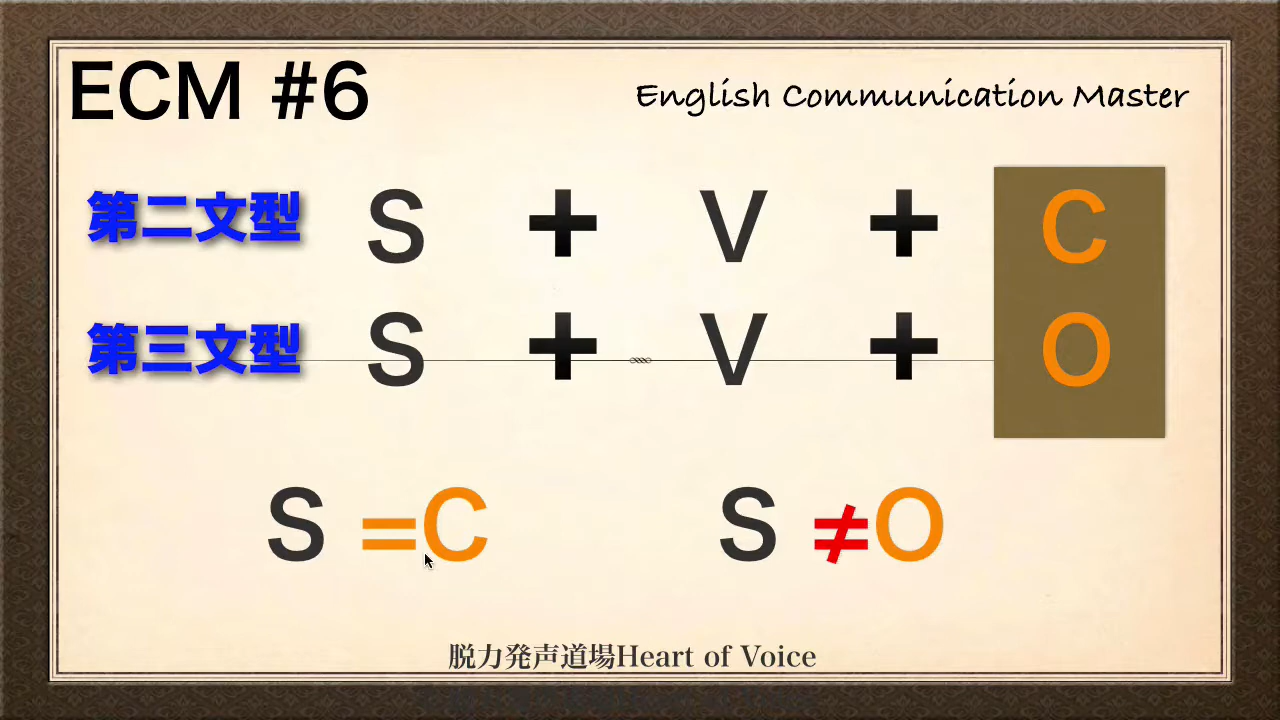 ECM #6
English Communication Master
第二文型 S + V + C
第三文型 S + V + O
S =C
S ≠O
脱力発声道場Heart of Voice